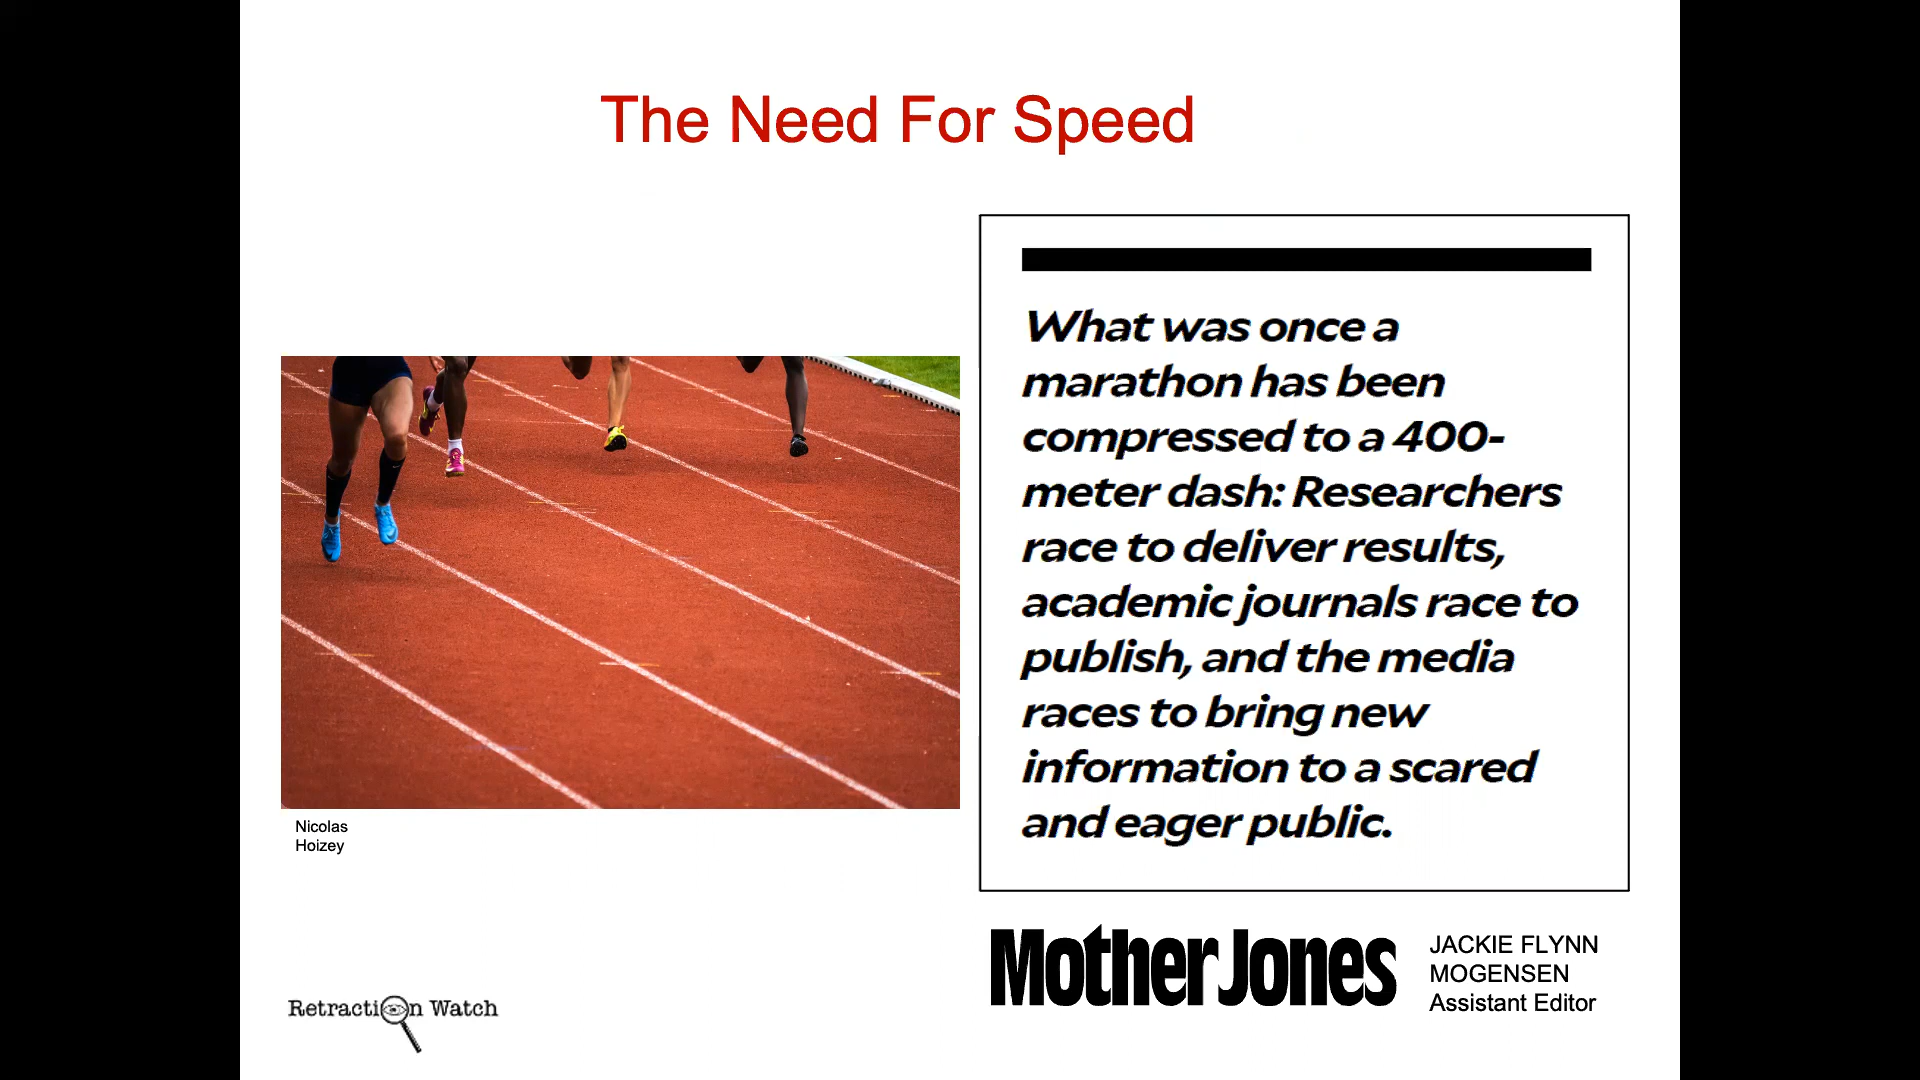 The Need For Speed
What was once a
marathon has been
compressed to a 400-
meter dash: Researchers
race to deliver results,
academic journals race to
publish, and the media
races to bring new
information to a scared
and eager public.
Nicolas
Hoizey
Mother Jones
JACKIE FLYNN
MOGENSEN
Assistant Editor
Retraction Watch